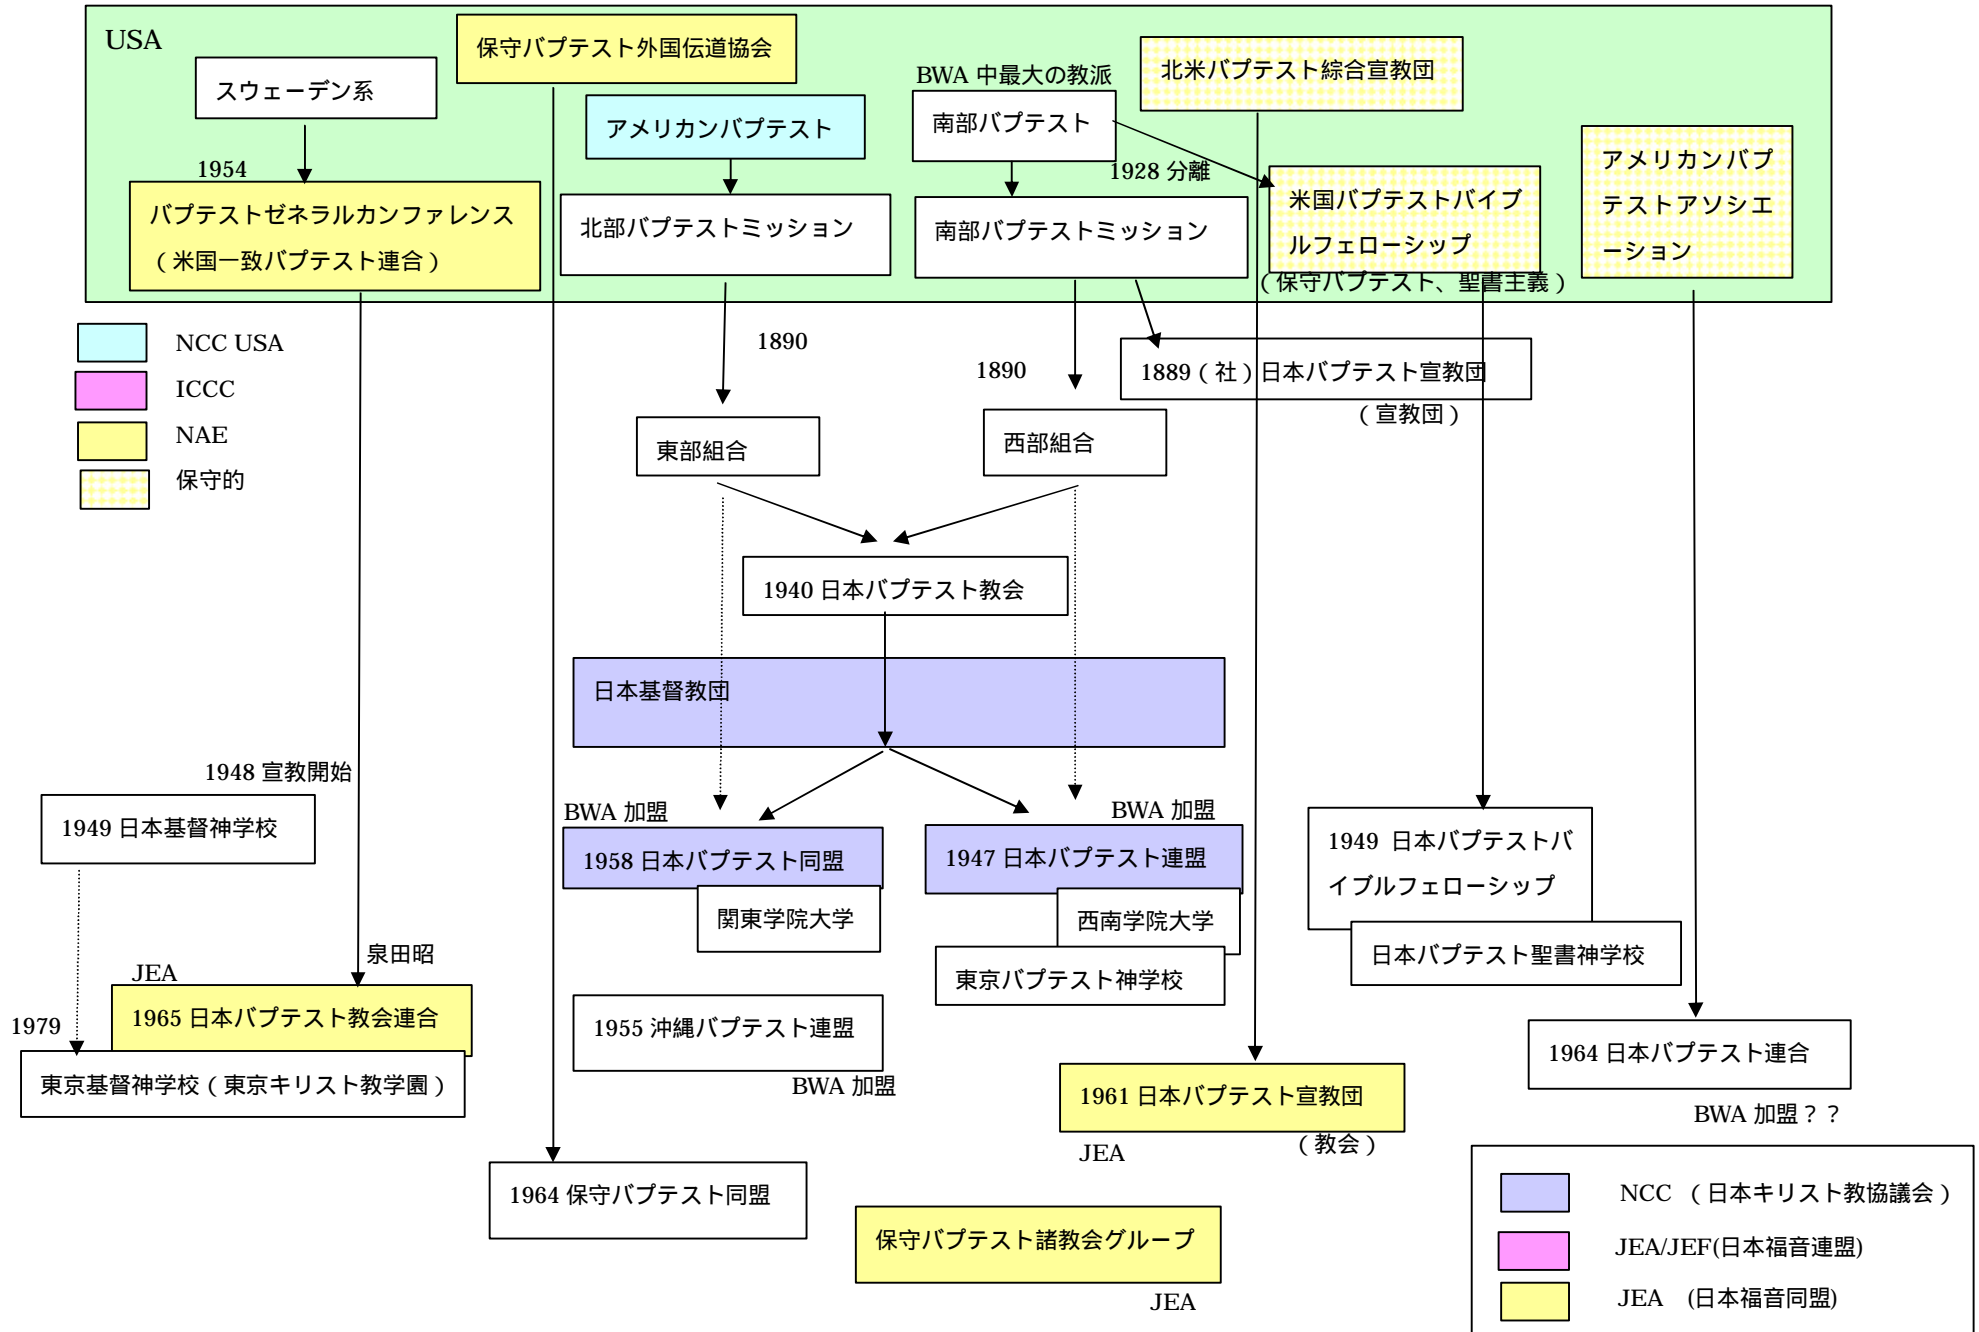 USA
保守バプテスト外国伝道協会
スウェーデン系
BWA 中最大の教派
北米バプテスト綜合宣教団
アメリカンバプテスト
南部バプテスト
1954
1928 分離
アメリカンバプ
テストアソシエ
ーション
バプテストゼネラルカンファレンス
（米国一致バプテスト連合）
北部バプテストミッション
南部バプテストミッション
米国バプテストバイブ
ルフェローシップ
（保守バプテスト、聖書主義）
NCC USA
ICCC
NAE
保守的
1890
1890
1889（社）日本バプテスト宣教団
（宣教団）
東部組合
西部組合
1940 日本バプテスト教会
日本基督教団
1948 宣教開始
1949 日本基督神学校
BWA 加盟
1958 日本バプテスト同盟
関東学院大学
BWA 加盟
1947 日本バプテスト連盟
西南学院大学
東京バプテスト神学校
1949 日本バプテストバ
イブルフェローシップ
日本バプテスト聖書神学校
泉田昭
JEA
1965 日本バプテスト教会連合
1979
東京基督神学校（東京キリスト教学園）
1955 沖縄バプテスト連盟
BWA 加盟
1961 日本バプテスト宣教団
（教会）
JEA
1964 日本バプテスト連合
BWA 加盟？？
1964 保守バプテスト同盟
保守バプテスト諸教会グループ
JEA
NCC （日本キリスト教協議会）
JEA/JEF(日本福音連盟)
JEA (日本福音同盟)